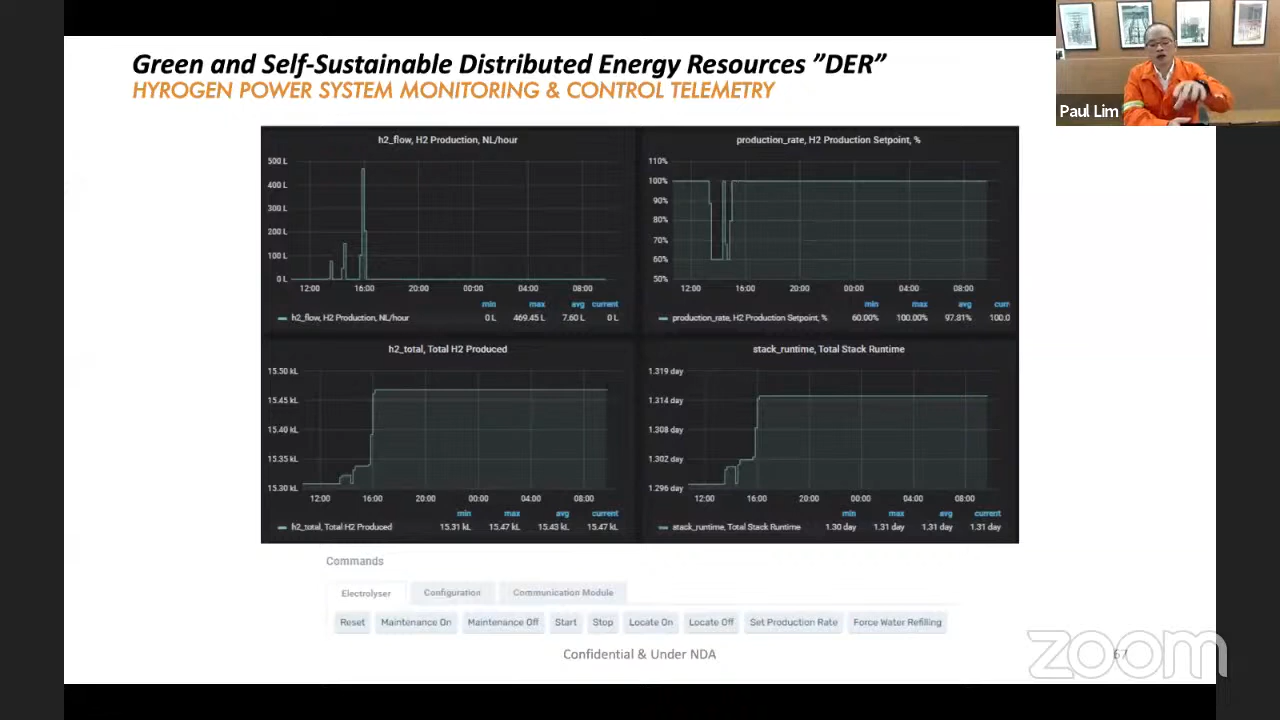 Green and Self-Sustainable Distributed Energy Resources ”DER”
HYROGEN POWER SYSTEM MONITORING & CONTROL TELEMETRY
Paul Lim
h2_flow, H2 Production, NL/hour
500 L
400 L
300 L
200 L
100 L
0 L
12:00 16:00 20:00 00:00 04:00 08:00
min max avg current
h2_flow, H2 Production, NL/hour 0 L 469.45 L 7.60 L 0 L
production_rate, H2 Production Setpoint, %
110%
100%
90%
80%
70%
60%
50%
12:00 16:00 20:00 00:00 04:00 08:00
min max avg curr
production_rate, H2 Production Setpoint, % 60.00% 100.00% 97.81% 100.0
h2_total, Total H2 Produced
15.50 kL
15.45 kL
15.40 kL
15.35 kL
15.30 kL
12:00 16:00 20:00 00:00 04:00 08:00
min max avg current
h2_total, Total H2 Produced 15.31 kL 15.47 kL 15.43 kL 15.47 kL
stack_runtime, Total Stack Runtime
1.319 day
1.314 day
1.308 day
1.302 day
1.296 day
12:00 16:00 20:00 00:00 04:00 08:00
min max avg current
stack_runtime, Total Stack Runtime 1.30 day 1.31 day 1.31 day 1.31 day
Commands
Electrolyser Configuration Communication Module
Reset Maintenance On Maintenance Off Start Stop Locate On Locate Off Set Production Rate Force Water Refilling
Confidential & Under NDA
67
zoom